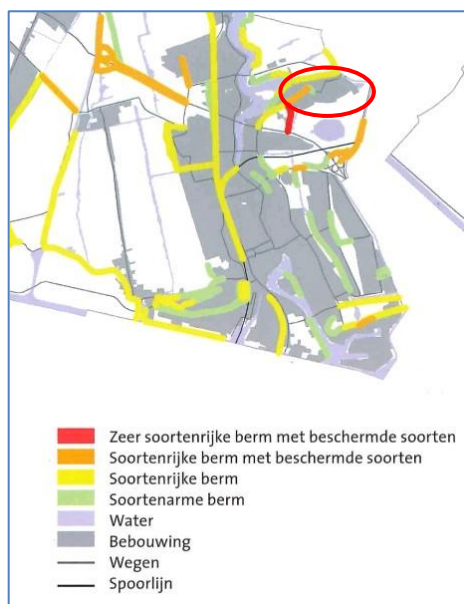 Zeer soortenrijke berm met beschermde soorten
Soortenrijke berm met beschermde soorten
Soortenrijke berm
Soortenarme berm
Water
Bebouwing
Wegen
Spoorlijn